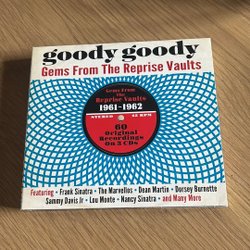 goody goody
Gems From The Reprise Vaults
Gems From
The
Reprise Vaults
1961-1962
STEREO 45 RPM
60
Original
Recordings
On 3 CDs
Featuring • Frank Sinatra • The Marvellos • Dean Martin • Dorsey Burnette
Sammy Davis Jr • Lou Monte • Nancy Sinatra • and Many More